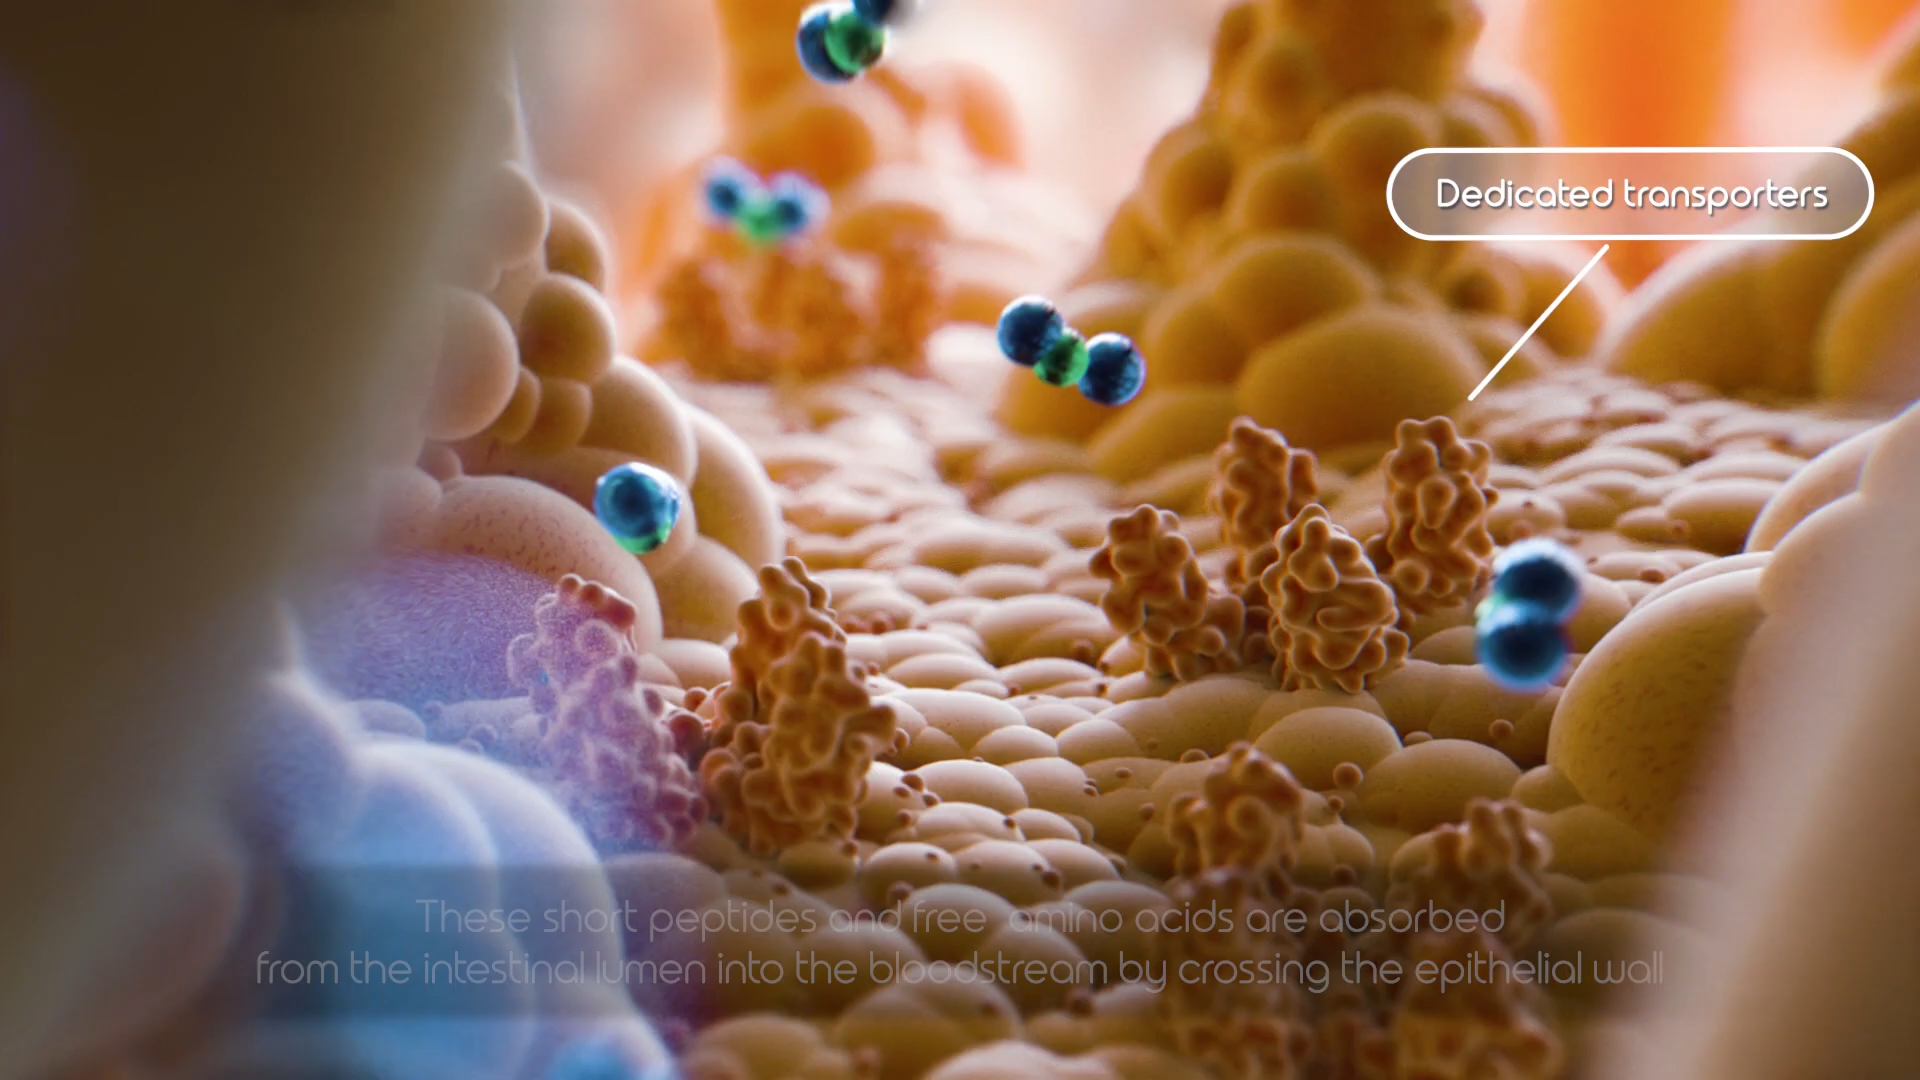 Dedicated transporters
These short peptides and free amino acids are absorbed
from the intestinal lumen into the bloodstream by crossing the epithelial wall